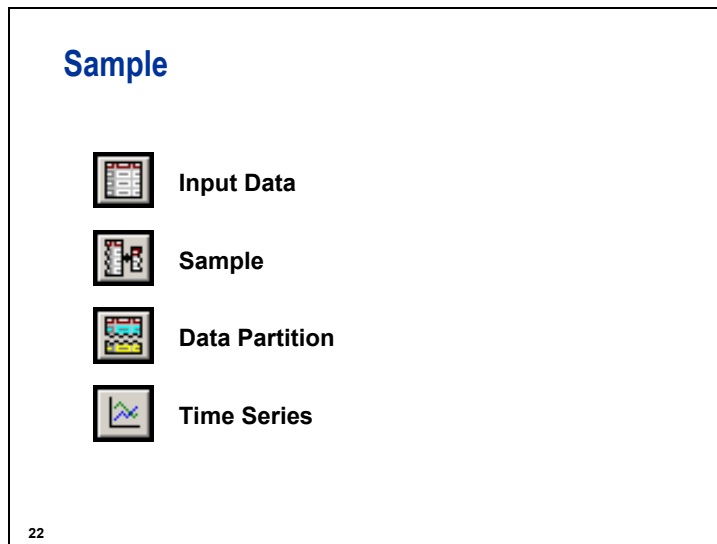 Sample
Input Data
Sample
Data Partition
Time Series
22